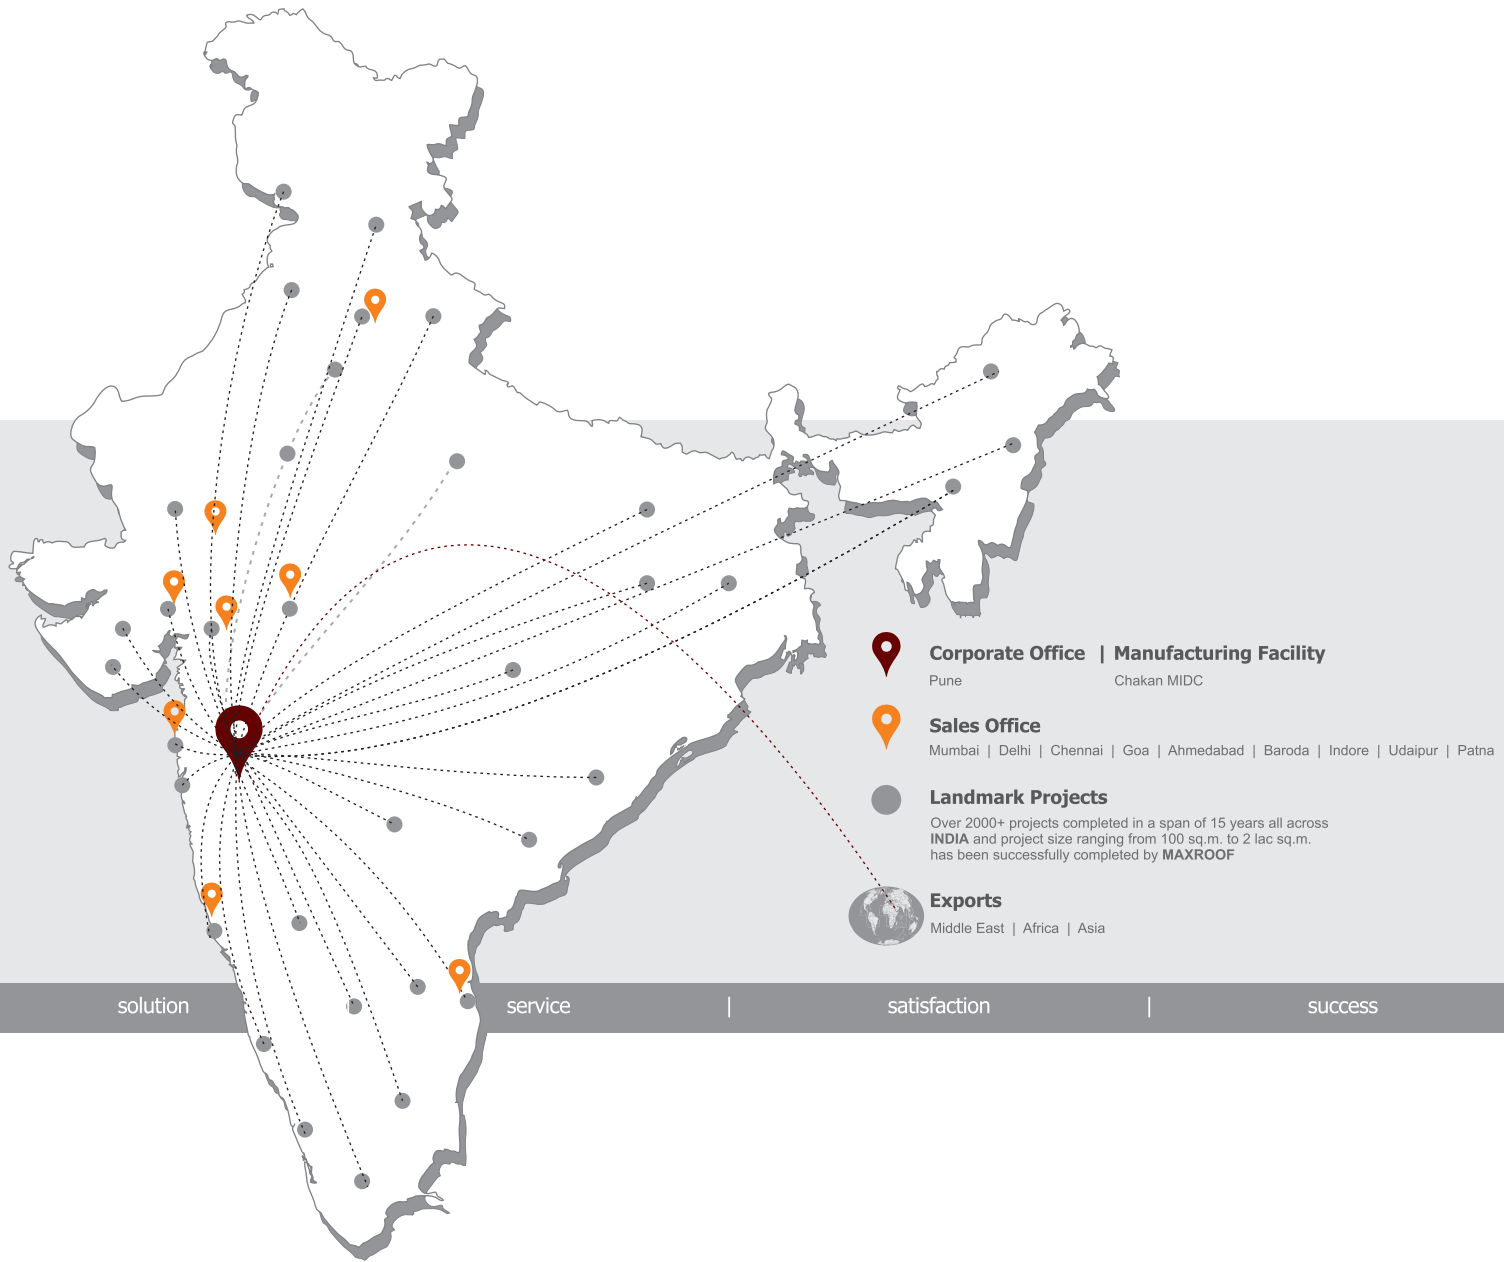 Corporate Office | Manufacturing Facility
Pune Chakan MIDC
Sales Office
Mumbai | Delhi | Chennai | Goa | Ahmedabad | Baroda | Indore | Udaipur | Patna
Landmark Projects
Over 2000+ projects completed in a span of 15 years all across
INDIA and project size ranging from 100 sq.m. to 2 lac sq.m.
has been successfully completed by MAXROOF
Exports
Middle East | Africa | Asia
solution service | satisfaction | success